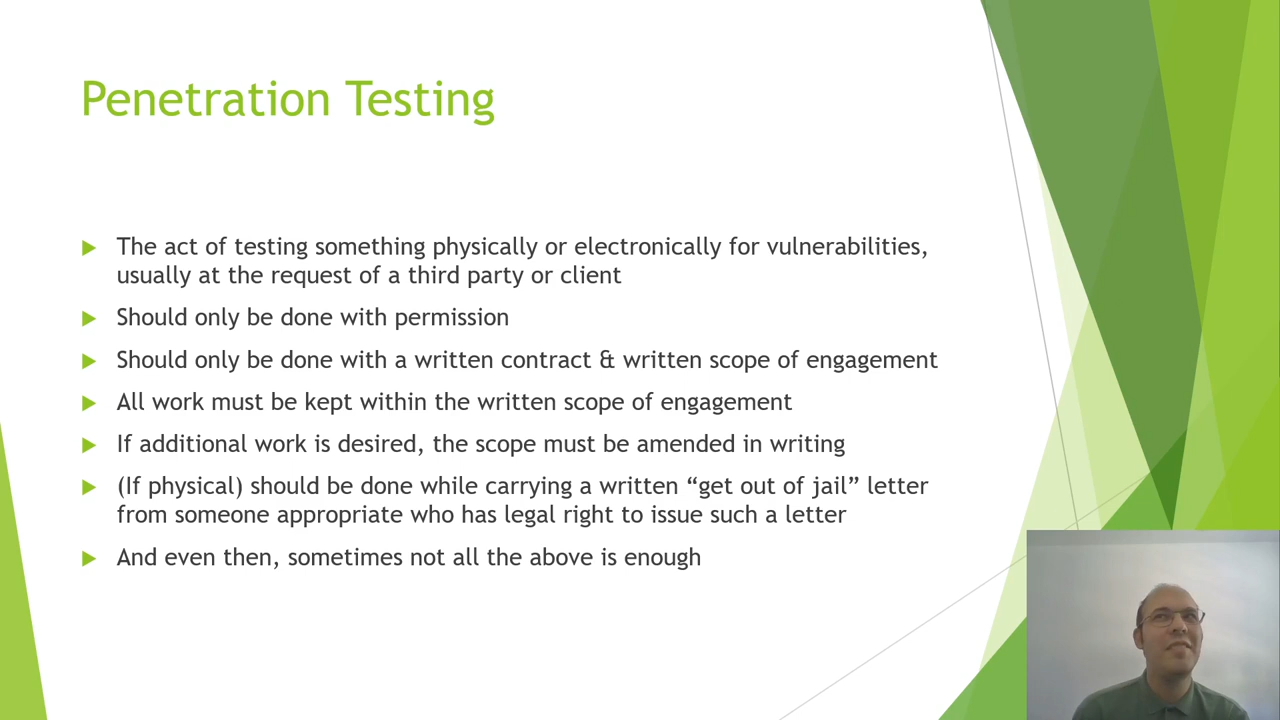 Penetration Testing
The act of testing something physically or electronically for vulnerabilities,
usually at the request of a third party or client
Should only be done with permission
Should only be done with a written contract & written scope of engagement
All work must be kept within the written scope of engagement
If additional work is desired, the scope must be amended in writing
(If physical) should be done while carrying a written “get out of jail” letter
from someone appropriate who has legal right to issue such a letter
And even then, sometimes not all the above is enough